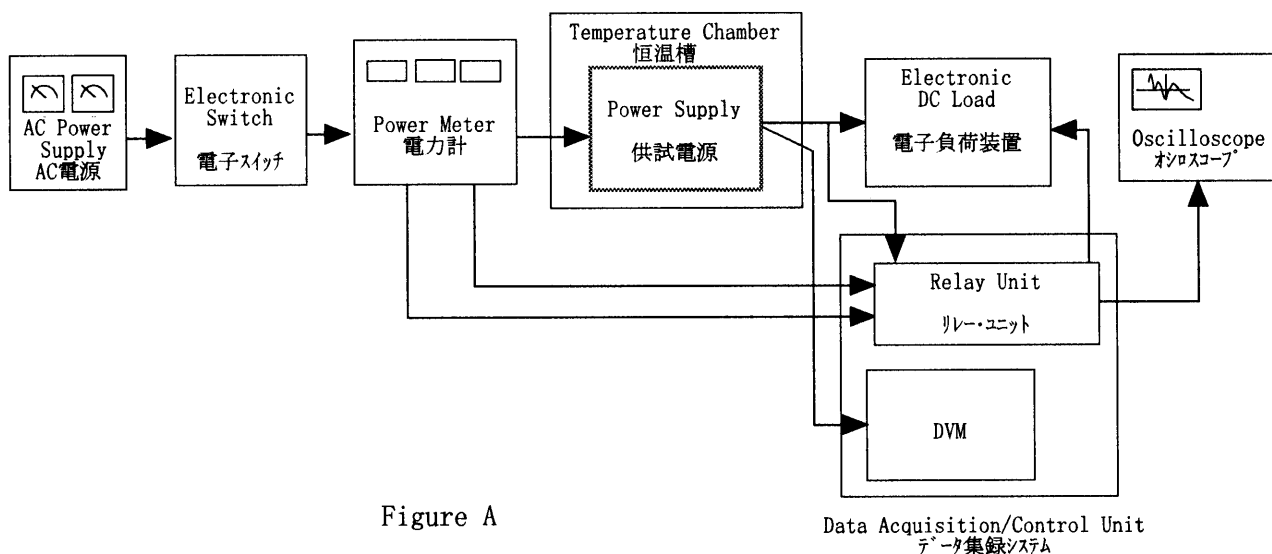 AC Power
Supply
AC電源
Electronic
Switch
電子スイッチ
Power Meter
電力計
Temperature Chamber
恒温槽
Power Supply
供試電源
Electronic
DC Load
電子負荷装置
Oscilloscope
オシロスコープ
Relay Unit
リレー・ユニット
DVM
Figure A
Data Acquisition/Control Unit
データ集録システム